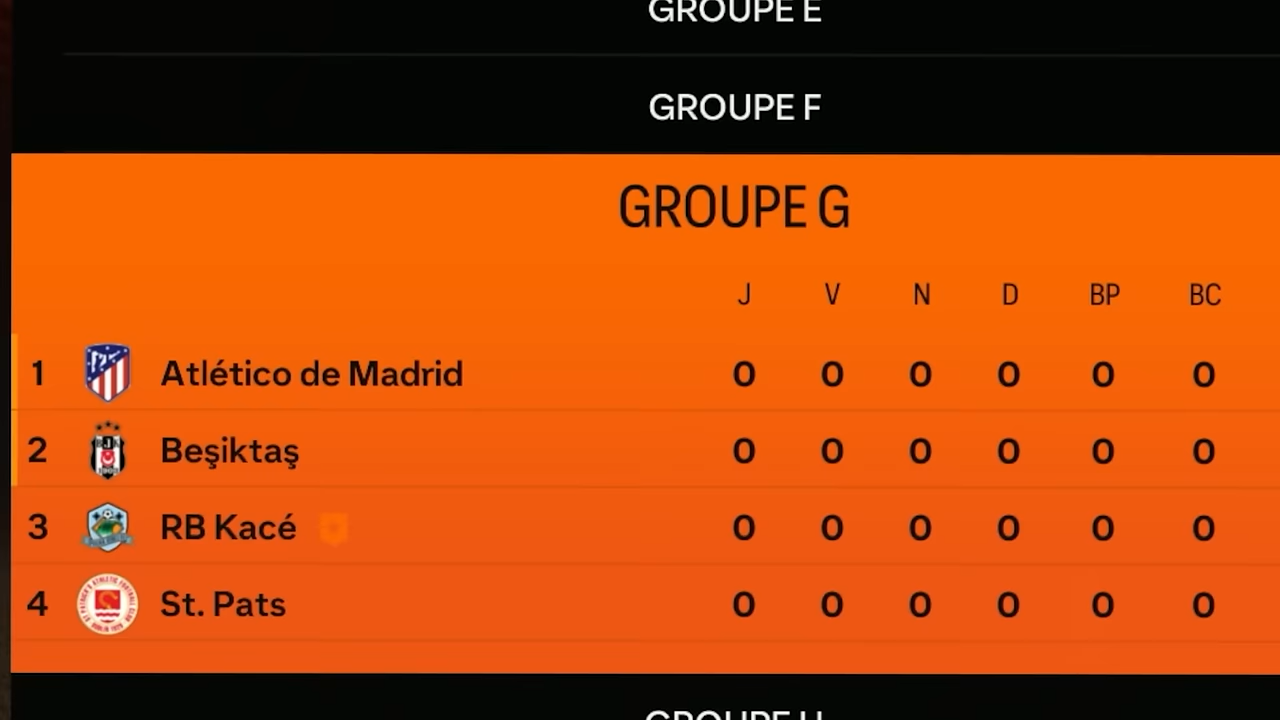 GROUPE E
GROUPE F
GROUPE G
J V N D BP BC
1 Atlético de Madrid 0 0 0 0 0 0
2 Beşiktaş 0 0 0 0 0 0
3 RB Kacé 0 0 0 0 0 0
4 St. Pats 0 0 0 0 0 0
GROUPE H